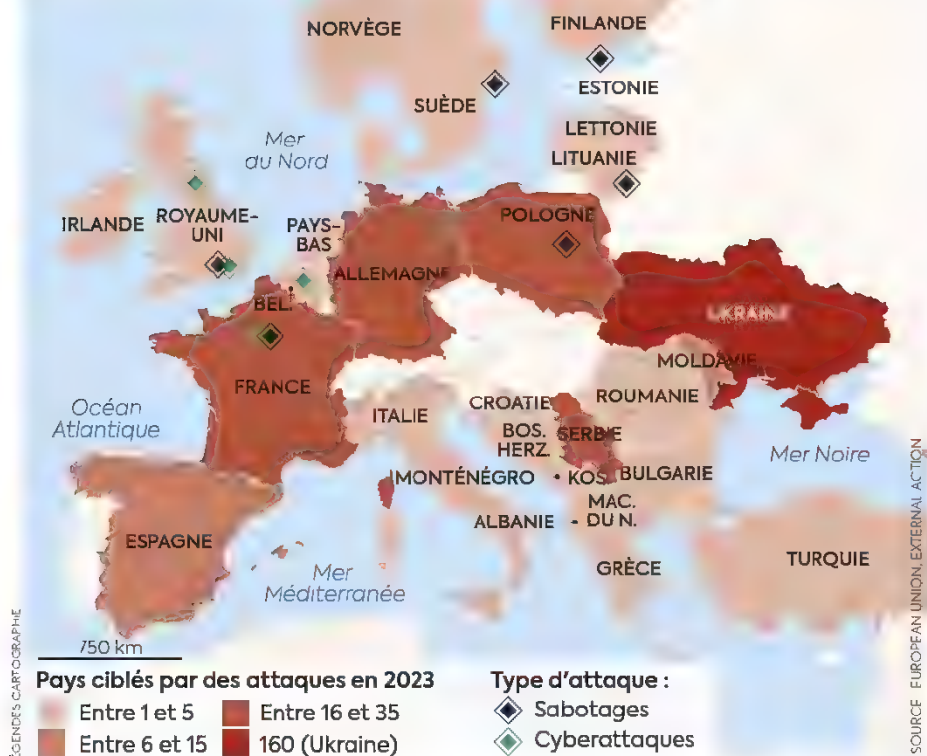 NORVÈGE
FINLANDE
SUÈDE
ESTONIE
LETTONIE
LITUANIE
Mer
du Nord
IRLANDE
ROYAUME-
UNI
PAYS-
BAS
POLOGNE
ALLEMAGNE
BEL.
UKRAINE
FRANCE
MOLDAVIE
ROUMANIE
Océan
Atlantique
ITALIE
CROATIE
BOS.
HERZ.
SERBIE
Mer Noire
MONTÉNÉGRO
KOS.
BULGARIE
MAC.
DU N.
ALBANIE
ESPAGNE
GRÈCE
TURQUIE
Mer
Méditerranée
750 km
Pays ciblés par des attaques en 2023
Entre 1 et 5
Entre 6 et 15
Entre 16 et 35
160 (Ukraine)
Type d'attaque :
Sabotages
Cyberattaques
LÉGENDES CARTOGRAPHIE
SOURCE EUROPEAN UNION, EXTERNAL ACTION